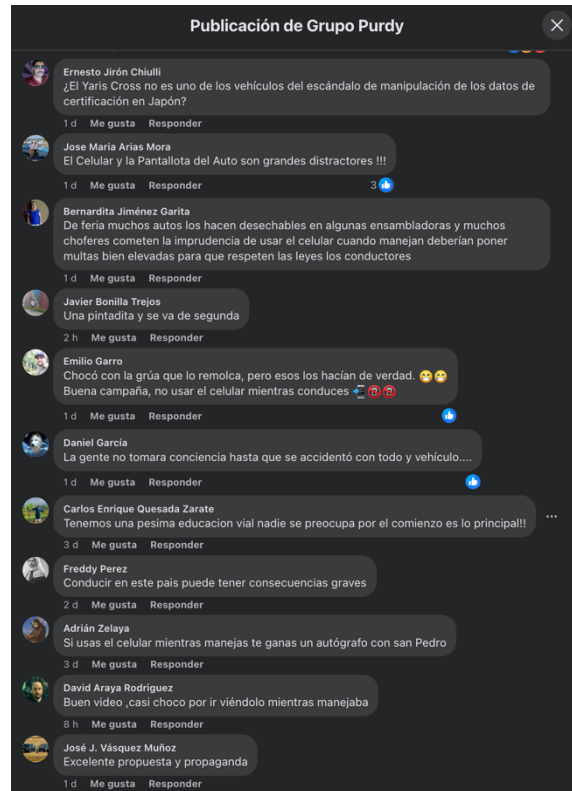 Publicación de Grupo Purdy
Ernesto Jirón Chiulli
¿El Yaris Cross no es uno de los vehículos del escándalo de manipulación de los datos de
certificación en Japón?
1 d Me gusta Responder
Jose Maria Arias Mora
El Celular y la Pantallota del Auto son grandes distractores !!!
1 d Me gusta Responder 3
Bernardita Jiménez Garita
De feria muchos autos los hacen desechables en algunas ensambladoras y muchos
choferes cometen la imprudencia de usar el celular cuando manejan deberían poner
multas bien elevadas para que respeten las leyes los conductores
1 d Me gusta Responder
Javier Bonilla Trejos
Una pintadita y se va de segunda
2 h Me gusta Responder
Emilio Garro
Chocó con la grúa que lo remolca, pero esos los hacían de verdad. 😁😁
Buena campaña, no usar el celular mientras conduces 📲📵📵
1 d Me gusta Responder
Daniel García
La gente no tomara conciencia hasta que se accidentó con todo y vehículo....
1 d Me gusta Responder
Carlos Enrique Quesada Zarate
Tenemos una pesima educacion vial nadie se preocupa por el comienzo es lo principal!!
3 d Me gusta Responder
Freddy Perez
Conducir en este pais puede tener consecuencias graves
2 d Me gusta Responder
Adrián Zelaya
Si usas el celular mientras manejas te ganas un autógrafo con san Pedro
3 d Me gusta Responder
David Araya Rodriguez
Buen video ,casi choco por ir viéndolo mientras manejaba
8 h Me gusta Responder
José J. Vásquez Muñoz
Excelente propuesta y propaganda
1 d Me gusta Responder